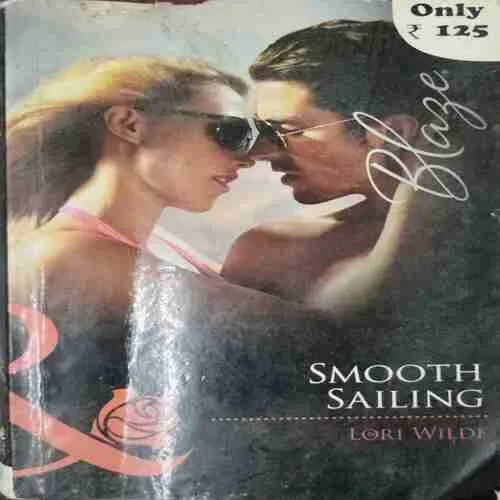 Only
₹ 125
Blaze
SMOOTH
SAILING
LORI WILDE